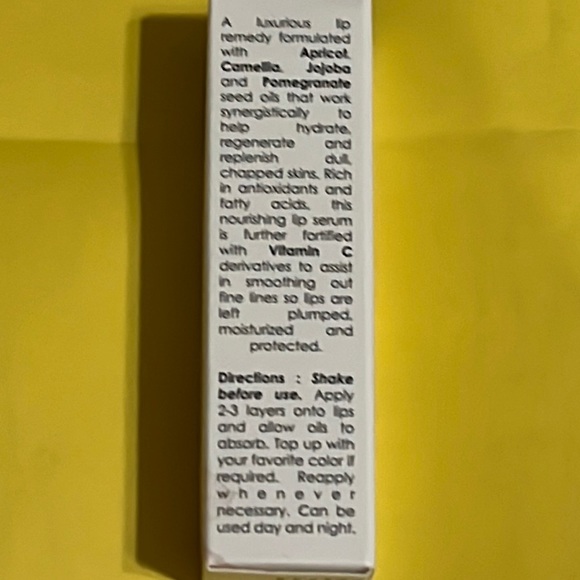 A luxurious lip
remedy formulated
with Apricot,
Camellia, Jojoba
and Pomegranate
seed oils that work
synergistically to
help hydrate,
regenerate and
replenish dull,
chapped skins. Rich
in antioxidants and
fatty acids, this
nourishing lip serum
is further fortified
with Vitamin C
derivatives to assist
in smoothing out
fine lines so lips are
left plumped,
moisturized and
protected.
Directions : Shake
before use. Apply
2-3 layers onto lips
and allow oils to
absorb. Top up with
your favorite color if
required. Reapply
whenever
necessary. Can be
used day and night.